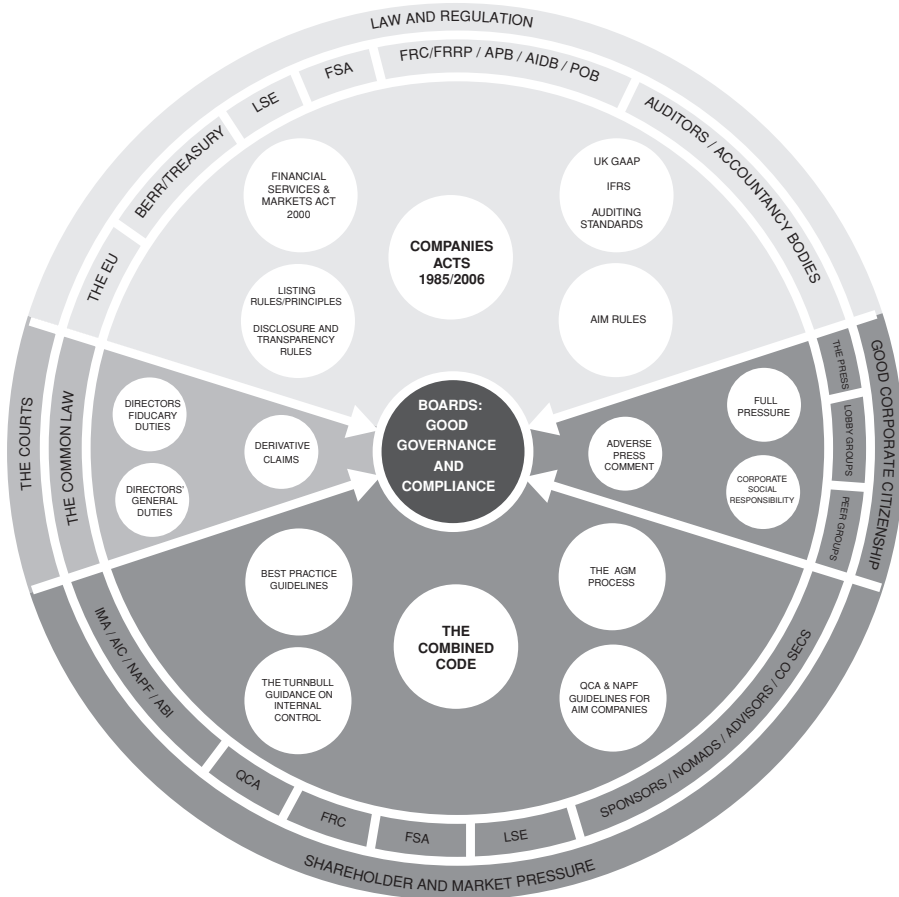 LAW AND REGULATION
THE EU
BERR/TREASURY
LSE
FSA
FRC/FRRP / APB / AIDB / POB
AUDITORS / ACCOUNTANCY BODIES
FINANCIAL
SERVICES &
MARKETS ACT
2000
COMPANIES
ACTS
1985/2006
UK GAAP
IFRS
AUDITING
STANDARDS
LISTING
RULES/PRINCIPLES
DISCLOSURE AND
TRANSPARENCY
RULES
AIM RULES
THE COURTS
THE COMMON LAW
DIRECTORS
FIDUCARY
DUTIES
DIRECTORS'
GENERAL
DUTIES
DERIVATIVE
CLAIMS
BOARDS:
GOOD
GOVERNANCE
AND
COMPLIANCE
ADVERSE
PRESS
COMMENT
FULL
PRESSURE
CORPORATE
SOCIAL
RESPONSIBILITY
THE PRESS
LOBBY GROUPS
PEER GROUPS
GOOD CORPORATE CITIZENSHIP
BEST PRACTICE
GUIDELINES
THE COMBINED
CODE
THE AGM
PROCESS
THE TURNBULL
GUIDANCE ON
INTERNAL
CONTROL
QCA & NAPF
GUIDELINES FOR
AIM COMPANIES
IMA / AIC / NAPF / ABI
QCA
FRC
FSA
LSE
SPONSORS / NOMADS / ADVISORS / CO SECS
SHAREHOLDER AND MARKET PRESSURE